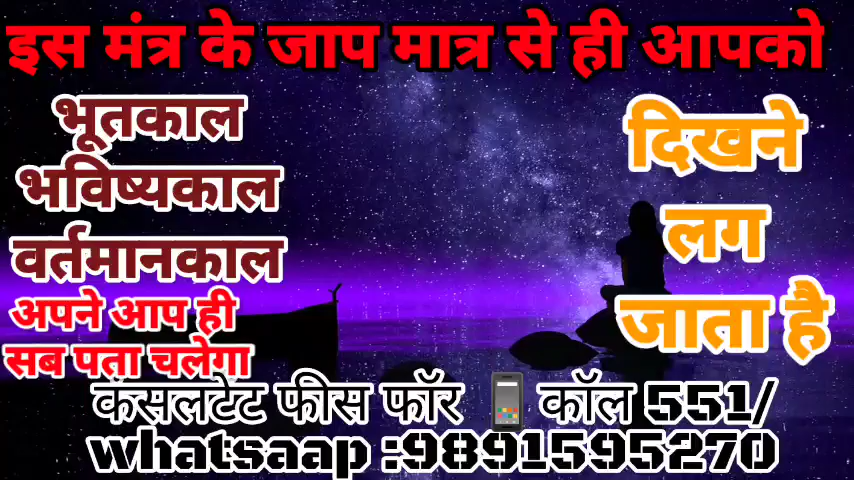 इस मंत्र के जाप मात्र से ही आपको
भूतकाल
भविष्यकाल
वर्तमानकाल
अपने आप ही
सब पता चलेगा
दिखने
लग
जाता है
कंसलटेंट फीस फॉर 📱 कॉल 551/
whatsaap :9891595270